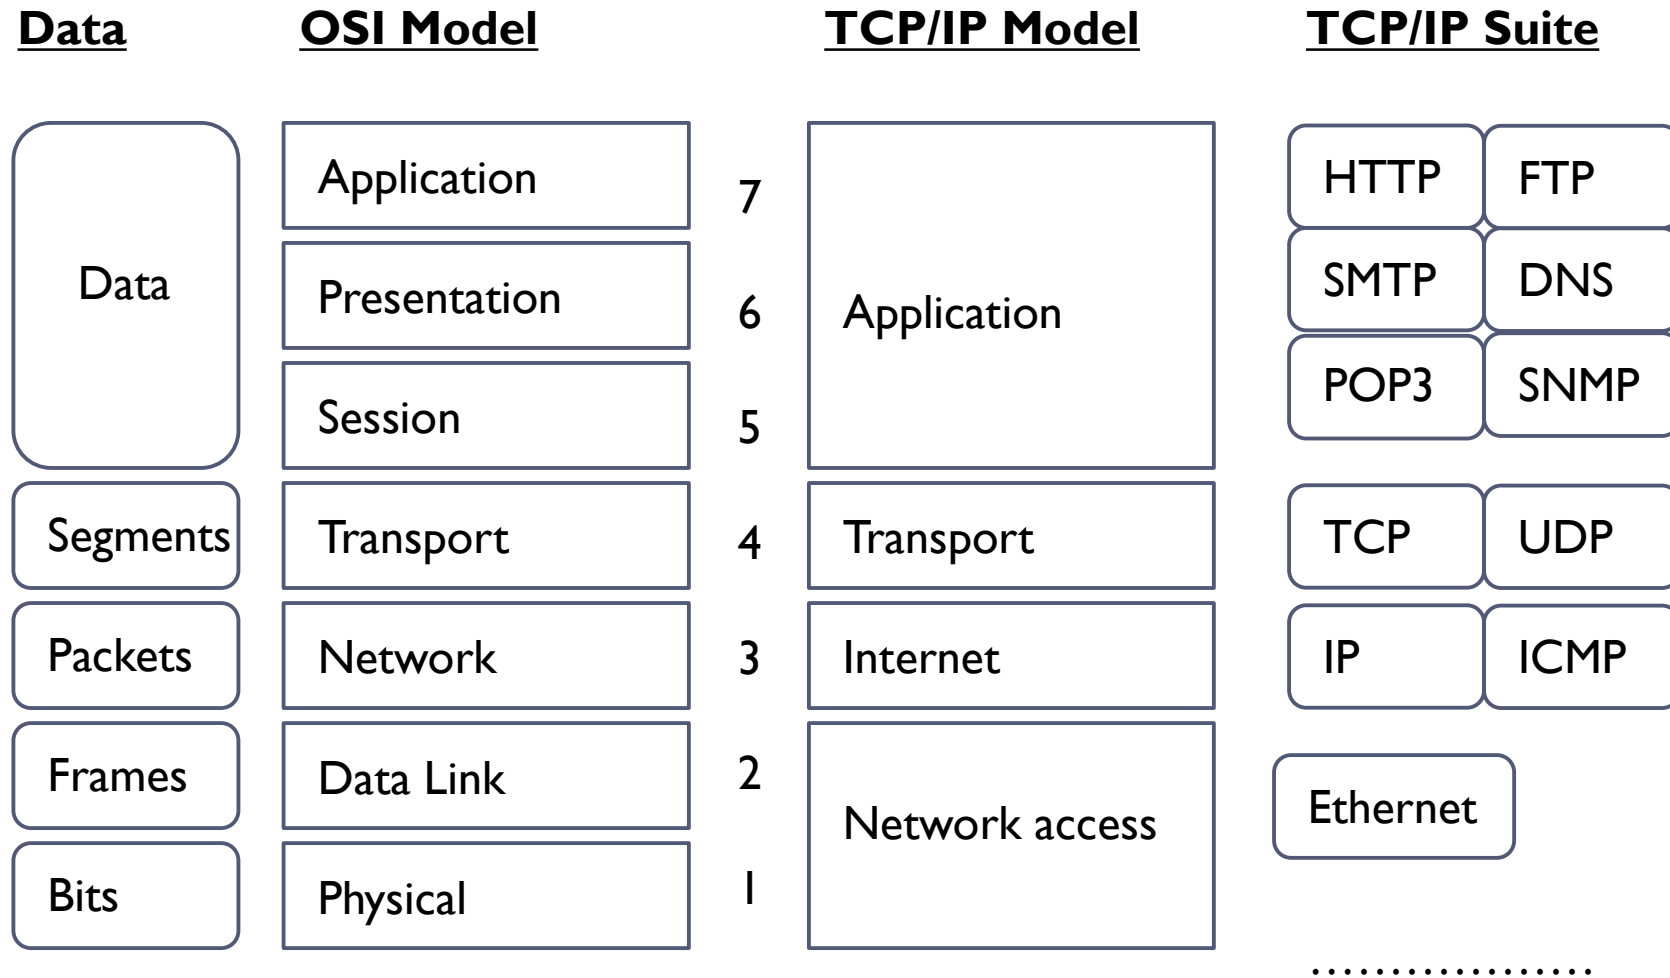 Data OSI Model TCP/IP Model TCP/IP Suite
Application 7 HTTP FTP
Data Presentation 6 Application SMTP DNS
Session 5 POP3 SNMP
Segments Transport 4 Transport TCP UDP
Packets Network 3 Internet IP ICMP
Frames Data Link 2 Network access Ethernet
Bits Physical 1
..................